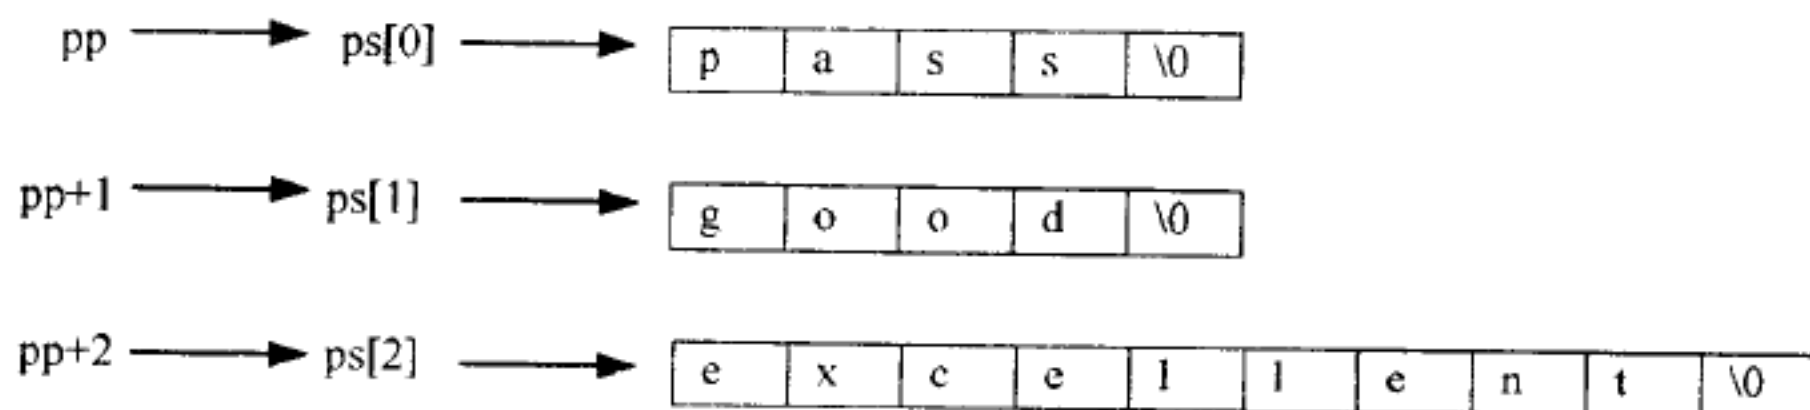 pp ps[0] p a s s \0
pp+1 ps[1] g o o d \0
pp+2 ps[2] e x c e l l e n t \0